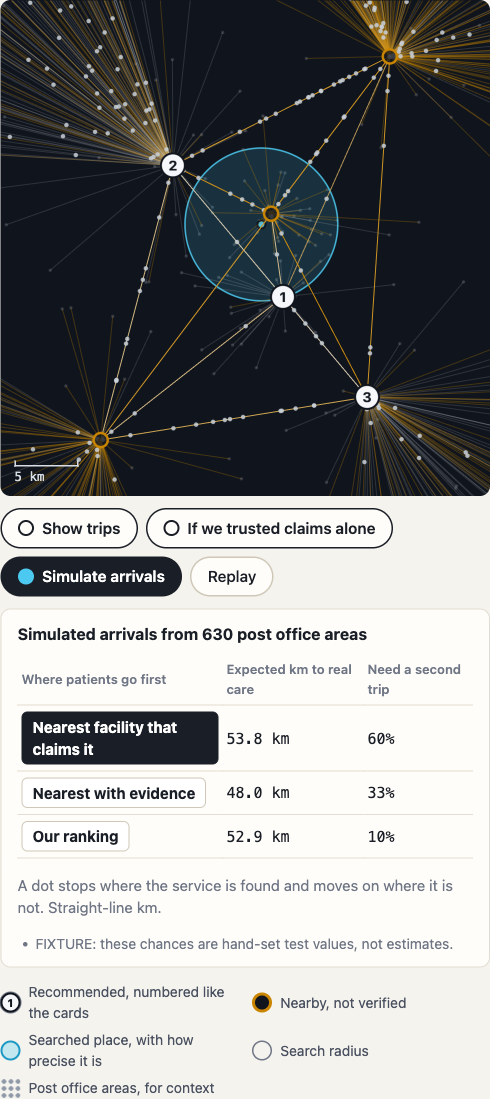 2
1
3
5 km
Show trips
If we trusted claims alone
Simulate arrivals
Replay
Simulated arrivals from 630 post office areas
Where patients go first
Expected km to real
care
Need a second
trip
Nearest facility that
claims it
53.8 km
60%
Nearest with evidence
48.0 km
33%
Our ranking
52.9 km
10%
A dot stops where the service is found and moves on where it is
not. Straight-line km.
• FIXTURE: these chances are hand-set test values, not estimates.
1
Recommended, numbered like
the cards
Nearby, not verified
Searched place, with how
precise it is
Search radius
Post office areas, for context